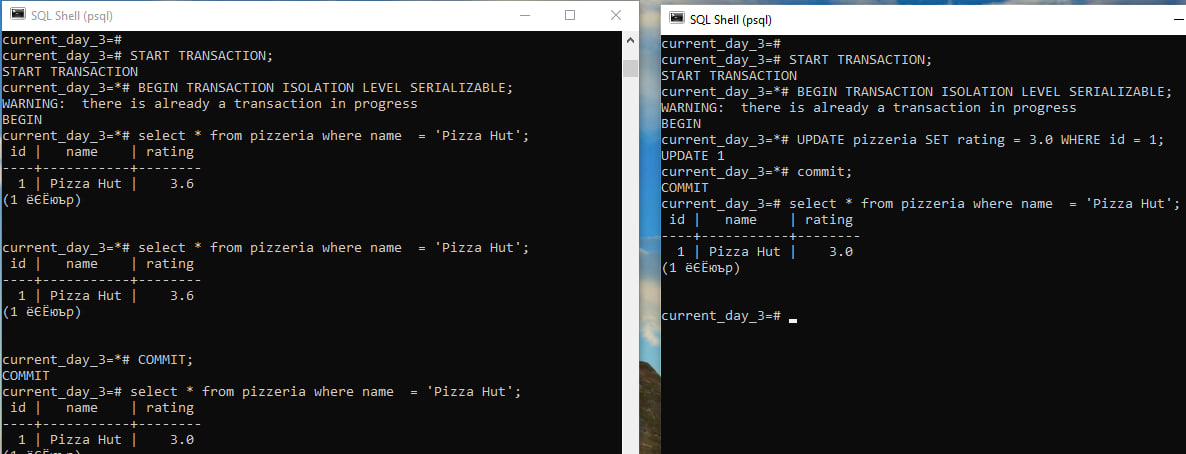 SQL Shell (psql)
current_day_3=#
current_day_3=# START TRANSACTION;
START TRANSACTION
current_day_3=*# BEGIN TRANSACTION ISOLATION LEVEL SERIALIZABLE;
WARNING:  there is already a transaction in progress
BEGIN
current_day_3=*# select * from pizzeria where name  = 'Pizza Hut';
 id |   name    | rating
----+-----------+--------
  1 | Pizza Hut |    3.6
(1 ёЄЁюър)
current_day_3=*# select * from pizzeria where name  = 'Pizza Hut';
 id |   name    | rating
----+-----------+--------
  1 | Pizza Hut |    3.6
(1 ёЄЁюър)
current_day_3=*# COMMIT;
COMMIT
current_day_3=# select * from pizzeria where name  = 'Pizza Hut';
 id |   name    | rating
----+-----------+--------
  1 | Pizza Hut |    3.0
SQL Shell (psql)
current_day_3=#
current_day_3=# START TRANSACTION;
START TRANSACTION
current_day_3=*# BEGIN TRANSACTION ISOLATION LEVEL SERIALIZABLE;
WARNING:  there is already a transaction in progress
BEGIN
current_day_3=*# UPDATE pizzeria SET rating = 3.0 WHERE id = 1;
UPDATE 1
current_day_3=*# commit;
COMMIT
current_day_3=# select * from pizzeria where name  = 'Pizza Hut';
 id |   name    | rating
----+-----------+--------
  1 | Pizza Hut |    3.0
(1 ёЄЁюър)
current_day_3=#